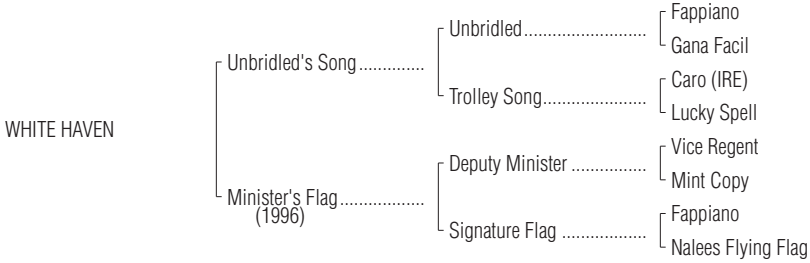 Fappiano
Unbridled.........................
Gana Facil
Unbridled's Song..............
Caro (IRE)
Trolley Song.....................
Lucky Spell
WHITE HAVEN
Vice Regent
Deputy Minister ................
Mint Copy
Minister's Flag..................
(1996)
Fappiano
Signature Flag ..................
Nalees Flying Flag